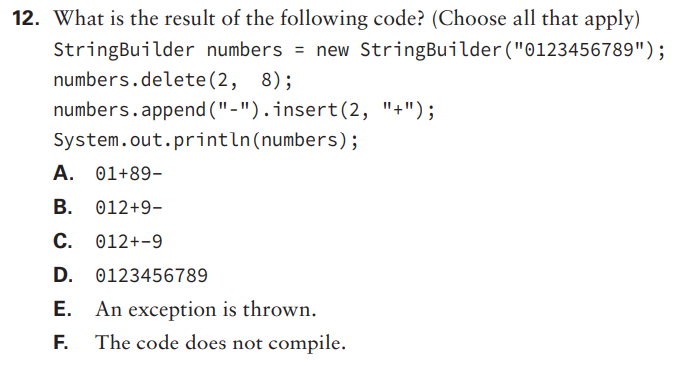 12. What is the result of the following code? (Choose all that apply)
StringBuilder numbers = new StringBuilder("0123456789");
numbers.delete(2, 8);
numbers.append("-").insert(2, "+");
System.out.println(numbers);
A. 01+89-
B. 012+9-
C. 012+-9
D. 0123456789
E. An exception is thrown.
F. The code does not compile.